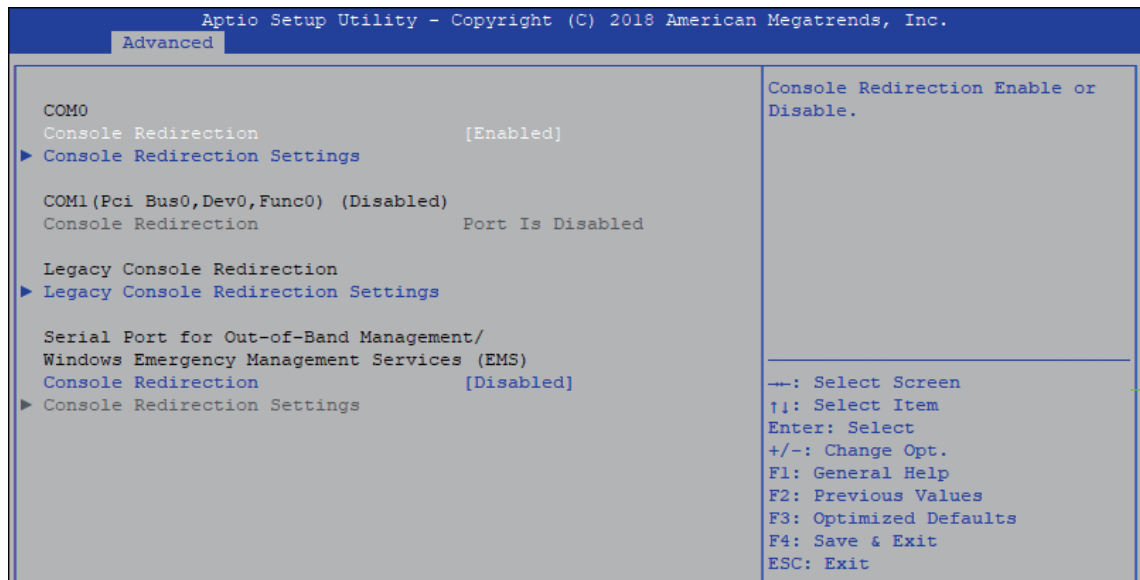 Aptio Setup Utility - Copyright (C) 2018 American Megatrends, Inc.
Advanced
COM0
Console Redirection [Enabled]
► Console Redirection Settings
COM1(Pci Bus0,Dev0,Func0) (Disabled)
Console Redirection Port Is Disabled
Legacy Console Redirection
► Legacy Console Redirection Settings
Serial Port for Out-of-Band Management/
Windows Emergency Management Services (EMS)
Console Redirection [Disabled]
► Console Redirection Settings
Console Redirection Enable or
Disable.
→←: Select Screen
↑↓: Select Item
Enter: Select
+/-: Change Opt.
F1: General Help
F2: Previous Values
F3: Optimized Defaults
F4: Save & Exit
ESC: Exit